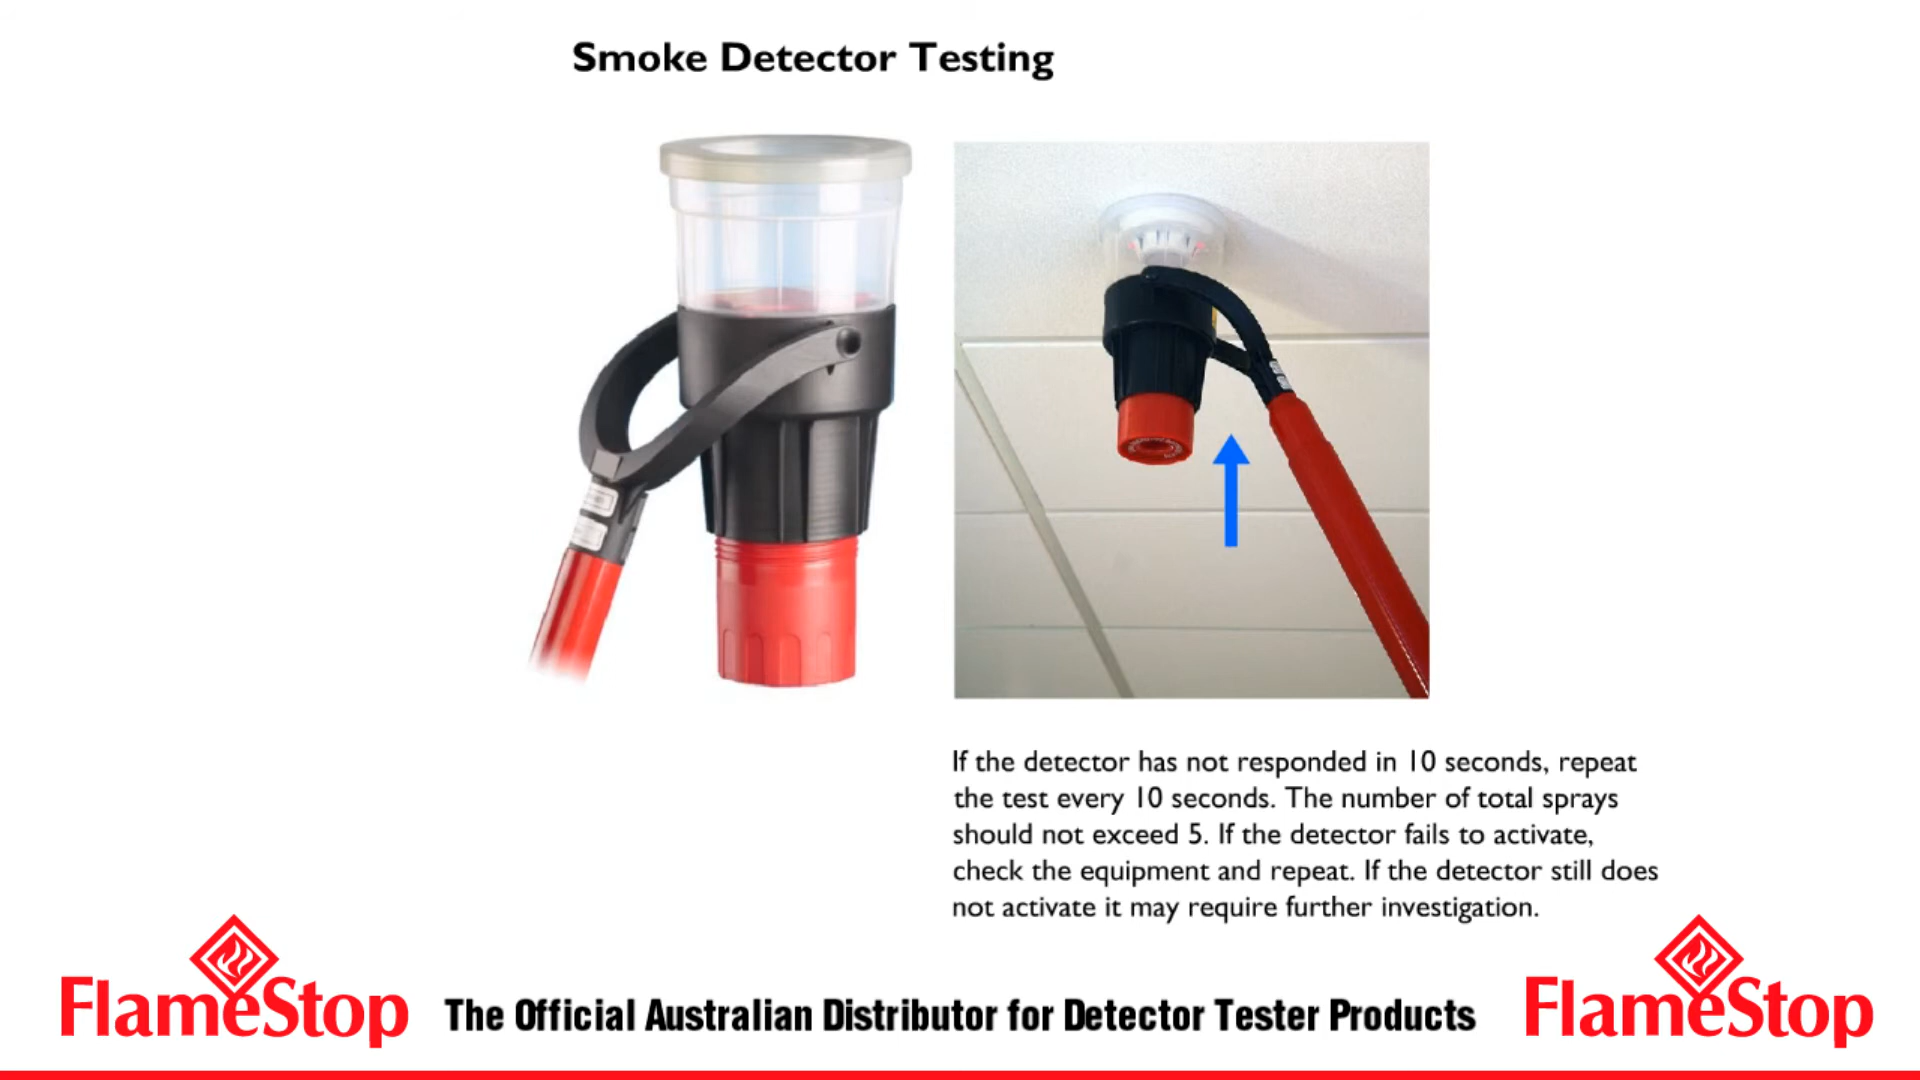 Smoke Detector Testing
If the detector has not responded in 10 seconds, repeat
the test every 10 seconds. The number of total sprays
should not exceed 5. If the detector fails to activate,
check the equipment and repeat. If the detector still does
not activate it may require further investigation.
FlameStop
The Official Australian Distributor for Detector Tester Products
FlameStop